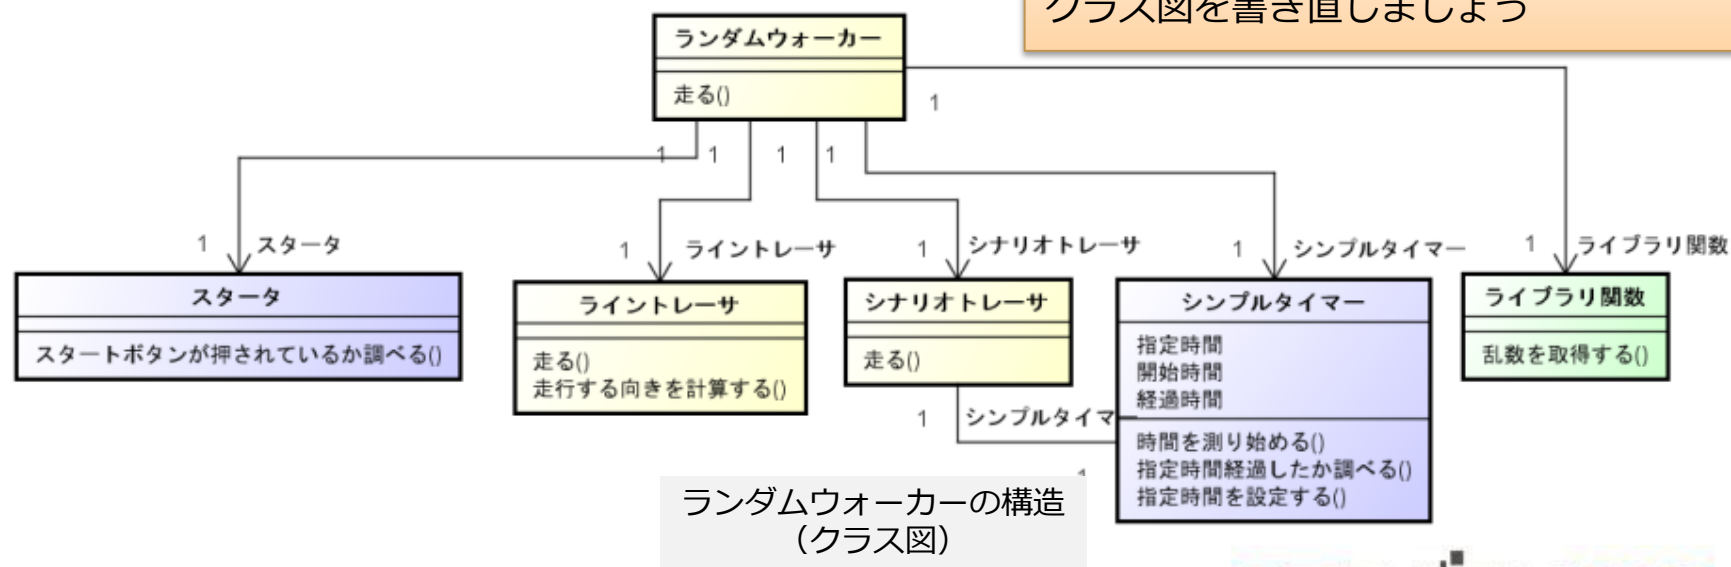 クラス図を書き直しましょう
ランダムウォーカー
走る()
1
1
1
1
1
1 スタータ
1 ライントレーサ
1 シナリオトレーサ
1 シンプルタイマー
1 ライブラリ関数
スタータ
スタートボタンが押されているか調べる()
ライントレーサ
走る()
走行する向きを計算する()
シナリオトレーサ
走る()
シンプルタイマー
指定時間
開始時間
経過時間
時間を測り始める()
指定時間経過したか調べる()
指定時間を設定する()
ライブラリ関数
乱数を取得する()
1 シンプルタイマー
1
ランダムウォーカーの構造
（クラス図）